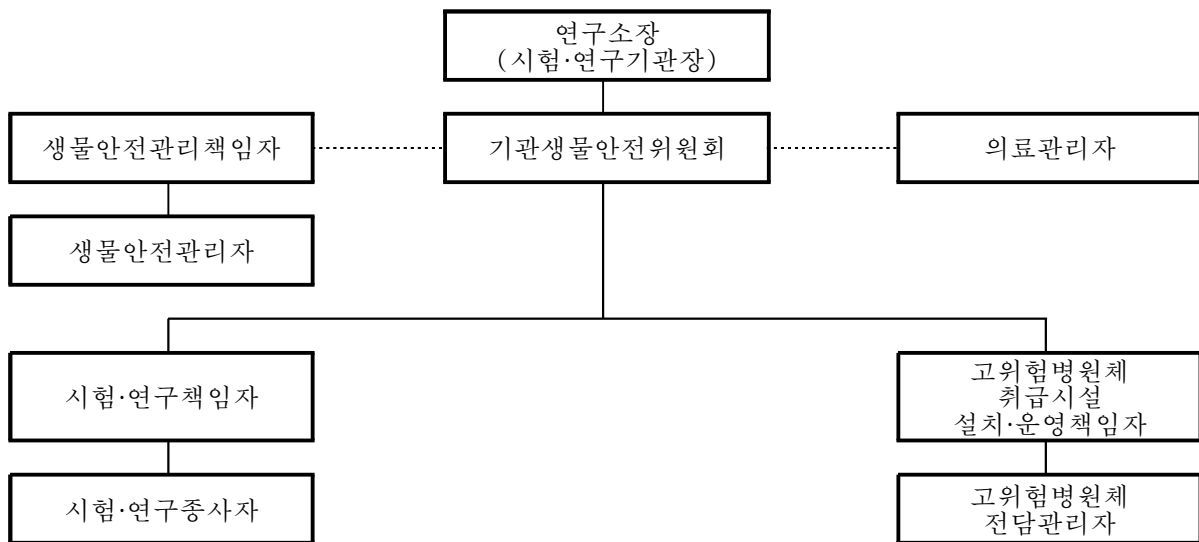 연구소장
(시험·연구기관장)
생물안전관리책임자
기관생물안전위원회
의료관리자
생물안전관리자
시험·연구책임자
고위험병원체
취급시설
설치·운영책임자
시험·연구종사자
고위험병원체
전담관리자